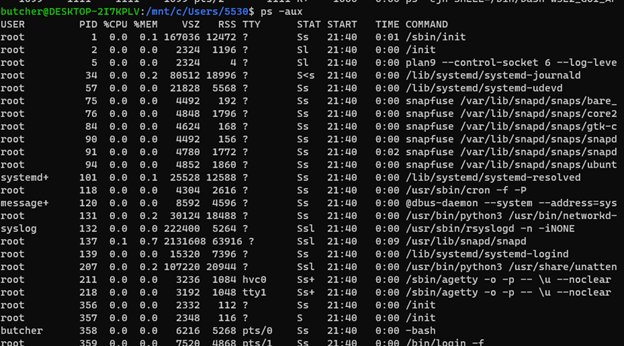 butcher@DESKTOP-2I7KPLV:/mnt/c/Users/5530$ ps -aux
USER PID %CPU %MEM VSZ RSS TTY STAT START TIME COMMAND
root 1 0.0 0.1 167036 12472 ? Ss 21:40 0:01 /sbin/init
root 2 0.0 0.0 2324 1196 ? Sl 21:40 0:00 /init
root 5 0.0 0.0 2324 4 ? Sl 21:40 0:00 plan9 --control-socket 6 --log-leve
root 34 0.0 0.2 80512 18996 ? S<s 21:40 0:00 /lib/systemd/systemd-journald
root 57 0.0 0.0 21828 5568 ? Ss 21:40 0:00 /lib/systemd/systemd-udevd
root 75 0.0 0.0 4492 192 ? Ss 21:40 0:00 snapfuse /var/lib/snapd/snaps/bare_
root 76 0.0 0.0 4848 1796 ? Ss 21:40 0:00 snapfuse /var/lib/snapd/snaps/core2
root 84 0.0 0.0 4624 168 ? Ss 21:40 0:00 snapfuse /var/lib/snapd/snaps/gtk-c
root 90 0.0 0.0 4492 156 ? Ss 21:40 0:00 snapfuse /var/lib/snapd/snaps/snapd
root 91 0.0 0.0 4780 1772 ? Ss 21:40 0:02 snapfuse /var/lib/snapd/snaps/snapd
root 94 0.0 0.0 4852 1860 ? Ss 21:40 0:00 snapfuse /var/lib/snapd/snaps/ubunt
systemd+ 101 0.0 0.1 25528 12588 ? Ss 21:40 0:00 /lib/systemd/systemd-resolved
root 118 0.0 0.0 4304 2616 ? Ss 21:40 0:00 /usr/sbin/cron -f -P
message+ 120 0.0 0.0 8592 4596 ? Ss 21:40 0:00 @dbus-daemon --system --address=sys
root 131 0.0 0.2 30124 18488 ? Ss 21:40 0:00 /usr/bin/python3 /usr/bin/networkd-
syslog 132 0.0 0.0 222400 5264 ? Ssl 21:40 0:00 /usr/sbin/rsyslogd -n -iNONE
root 137 0.1 0.7 2131608 63916 ? Ssl 21:40 0:09 /usr/lib/snapd/snapd
root 139 0.0 0.0 15320 7396 ? Ss 21:40 0:00 /lib/systemd/systemd-logind
root 207 0.0 0.2 107220 20944 ? Ssl 21:40 0:00 /usr/bin/python3 /usr/share/unatten
root 211 0.0 0.0 3236 1084 hvc0 Ss+ 21:40 0:00 /sbin/agetty -o -p -- \u --noclear
root 218 0.0 0.0 3192 1048 tty1 Ss+ 21:40 0:00 /sbin/agetty -o -p -- \u --noclear
root 356 0.0 0.0 2332 112 ? Ss 21:40 0:00 /init
root 357 0.0 0.0 2348 116 ? S 21:40 0:00 /init
butcher 358 0.0 0.0 6216 5268 pts/0 Ss 21:40 0:00 -bash
root 359 0.0 0.0 7520 4868 pts/1 Ss 21:40 0:00 /bin/login -f